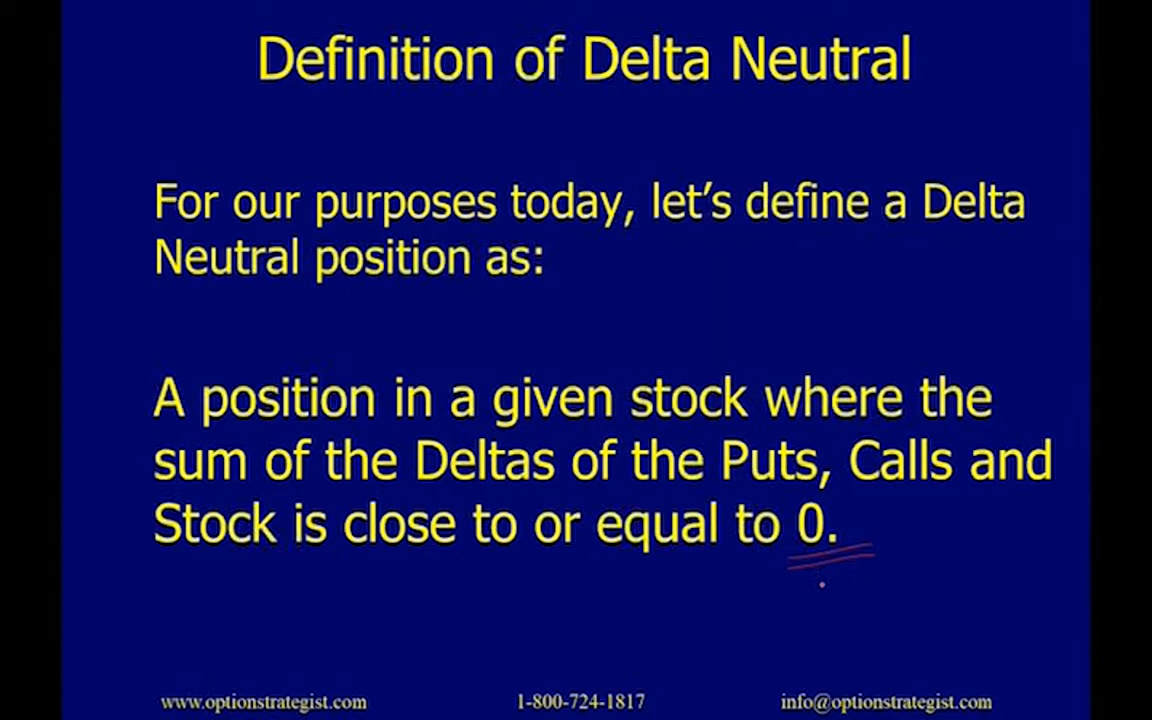 Definition of Delta Neutral
For our purposes today, let's define a Delta
Neutral position as:
A position in a given stock where the
sum of the Deltas of the Puts, Calls and
Stock is close to or equal to 0.
www.optionstrategist.com 1-800-724-1817 info@optionstrategist.com